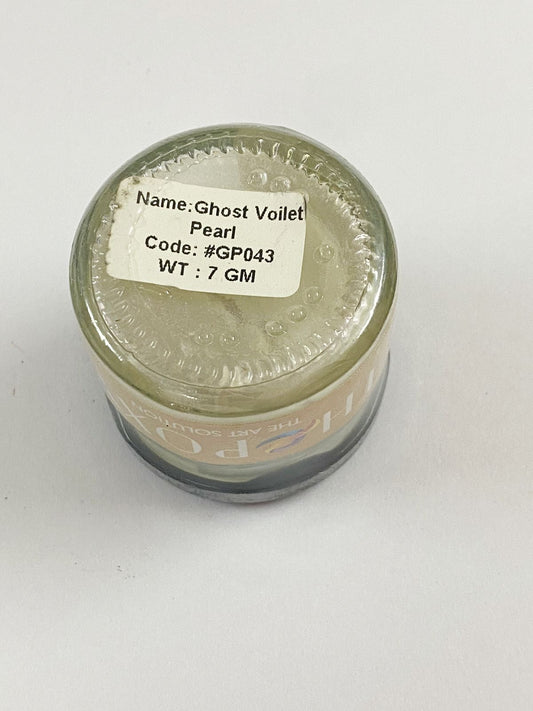 Name:Ghost Voilet
Pearl
Code: #GP043
WT : 7 GM
THE ART SOLUTION